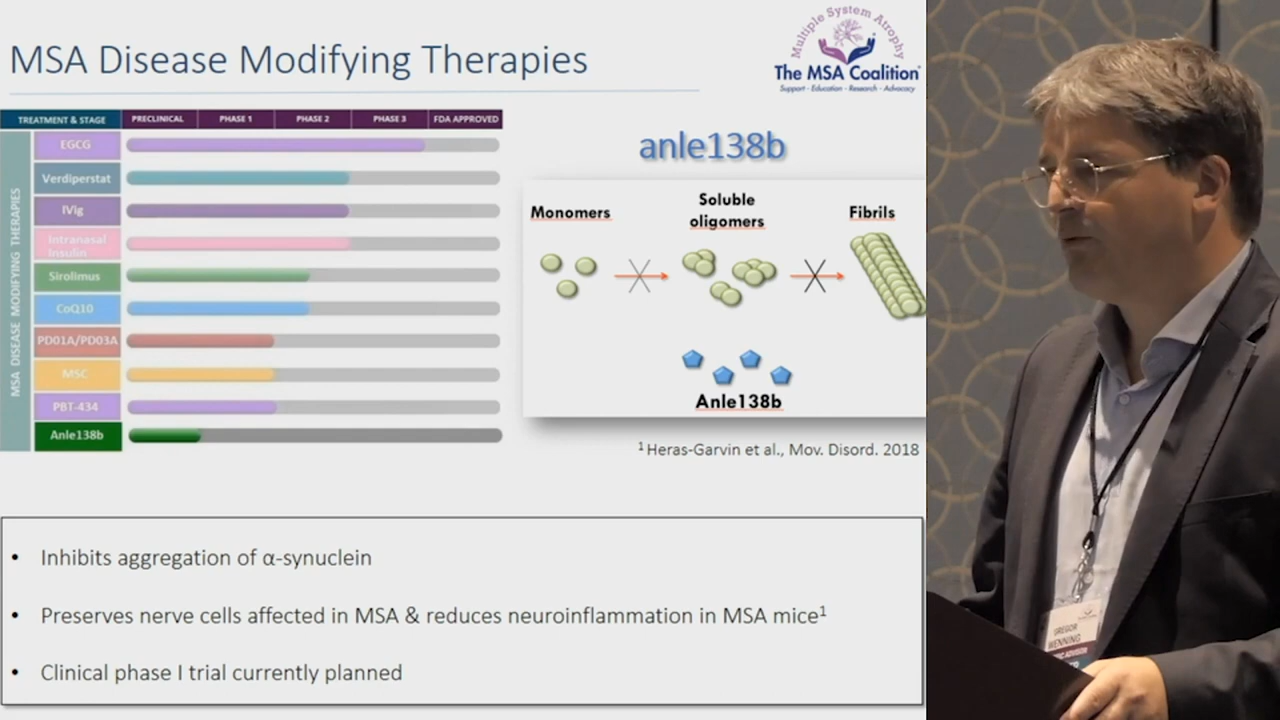 MSA Disease Modifying Therapies
Multiple System Atrophy
The MSA Coalition®
Support - Education - Research - Advocacy
TREATMENT & STAGE PRECLINICAL PHASE 1 PHASE 2 PHASE 3 FDA APPROVED
MSA DISEASE MODIFYING THERAPIES
EGCG
Verdiperstat
IVig
Intranasal
Insulin
Sirolimus
CoQ10
PD01A/PD03A
MSC
PBT-434
Anle138b
anle138b
Monomers
Soluble
oligomers
Fibrils
Anle138b
1 Heras-Garvin et al., Mov. Disord. 2018
• Inhibits aggregation of α-synuclein
• Preserves nerve cells affected in MSA & reduces neuroinflammation in MSA mice1
• Clinical phase I trial currently planned
GREGOR
WENNING
ADVISOR